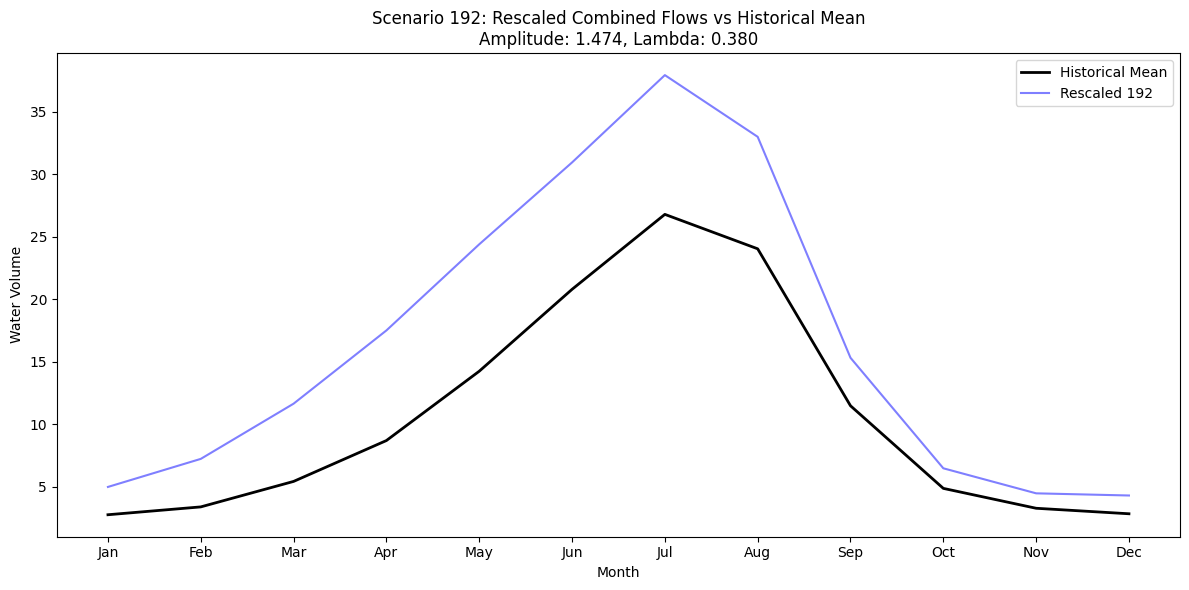 Scenario 192: Rescaled Combined Flows vs Historical Mean
Amplitude: 1.474, Lambda: 0.380
Historical Mean
Rescaled 192
Water Volume
35
30
25
20
15
10
5
Jan Feb Mar Apr May Jun Jul Aug Sep Oct Nov Dec
Month